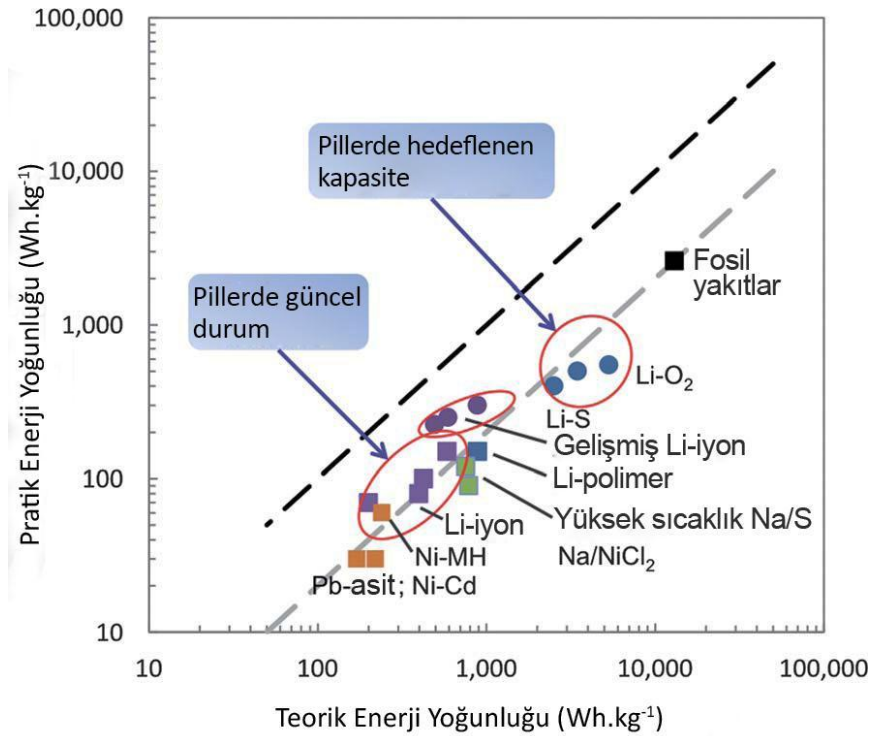 100,000
10,000
1,000
100
10
Pratik Enerji Yoğunluğu (Wh.kg-1)
Pillerde hedeflenen
kapasite
Pillerde güncel
durum
Fosil
yakıtlar
Li-O2
Li-S
Gelişmiş Li-iyon
Li-polimer
Li-iyon
Yüksek sıcaklık Na/S
Ni-MH
Na/NiCl2
Pb-asit; Ni-Cd
10
100
1,000
10,000
100,000
Teorik Enerji Yoğunluğu (Wh.kg-1)